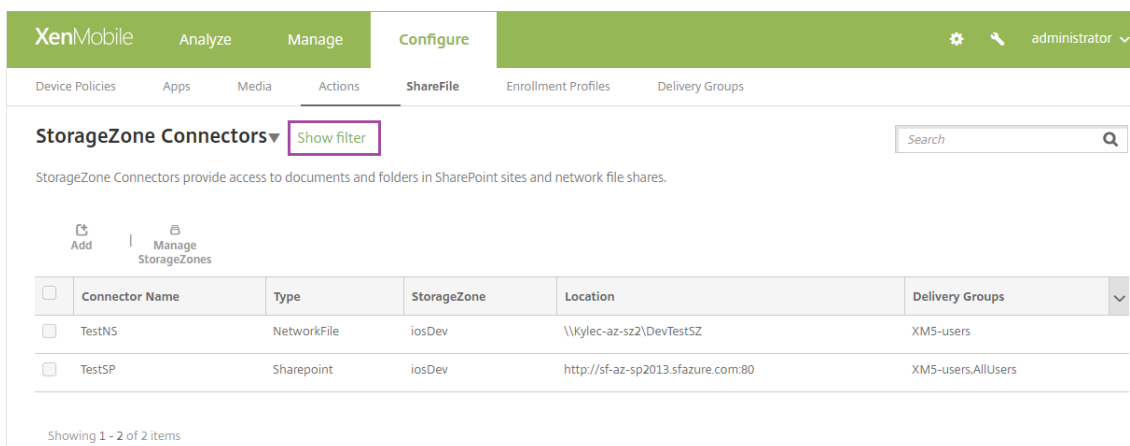 XenMobile Analyze Manage Configure administrator
Device Policies Apps Media Actions ShareFile Enrollment Profiles Delivery Groups
StorageZone Connectors Show filter Search
StorageZone Connectors provide access to documents and folders in SharePoint sites and network file shares.
Add | Manage StorageZones
Connector Name Type StorageZone Location Delivery Groups
TestNS NetworkFile iosDev \\Kylec-az-sz2\DevTestSZ XM5-users
TestSP Sharepoint iosDev http://sf-az-sp2013.sfazure.com:80 XM5-users,AllUsers
Showing 1 - 2 of 2 items